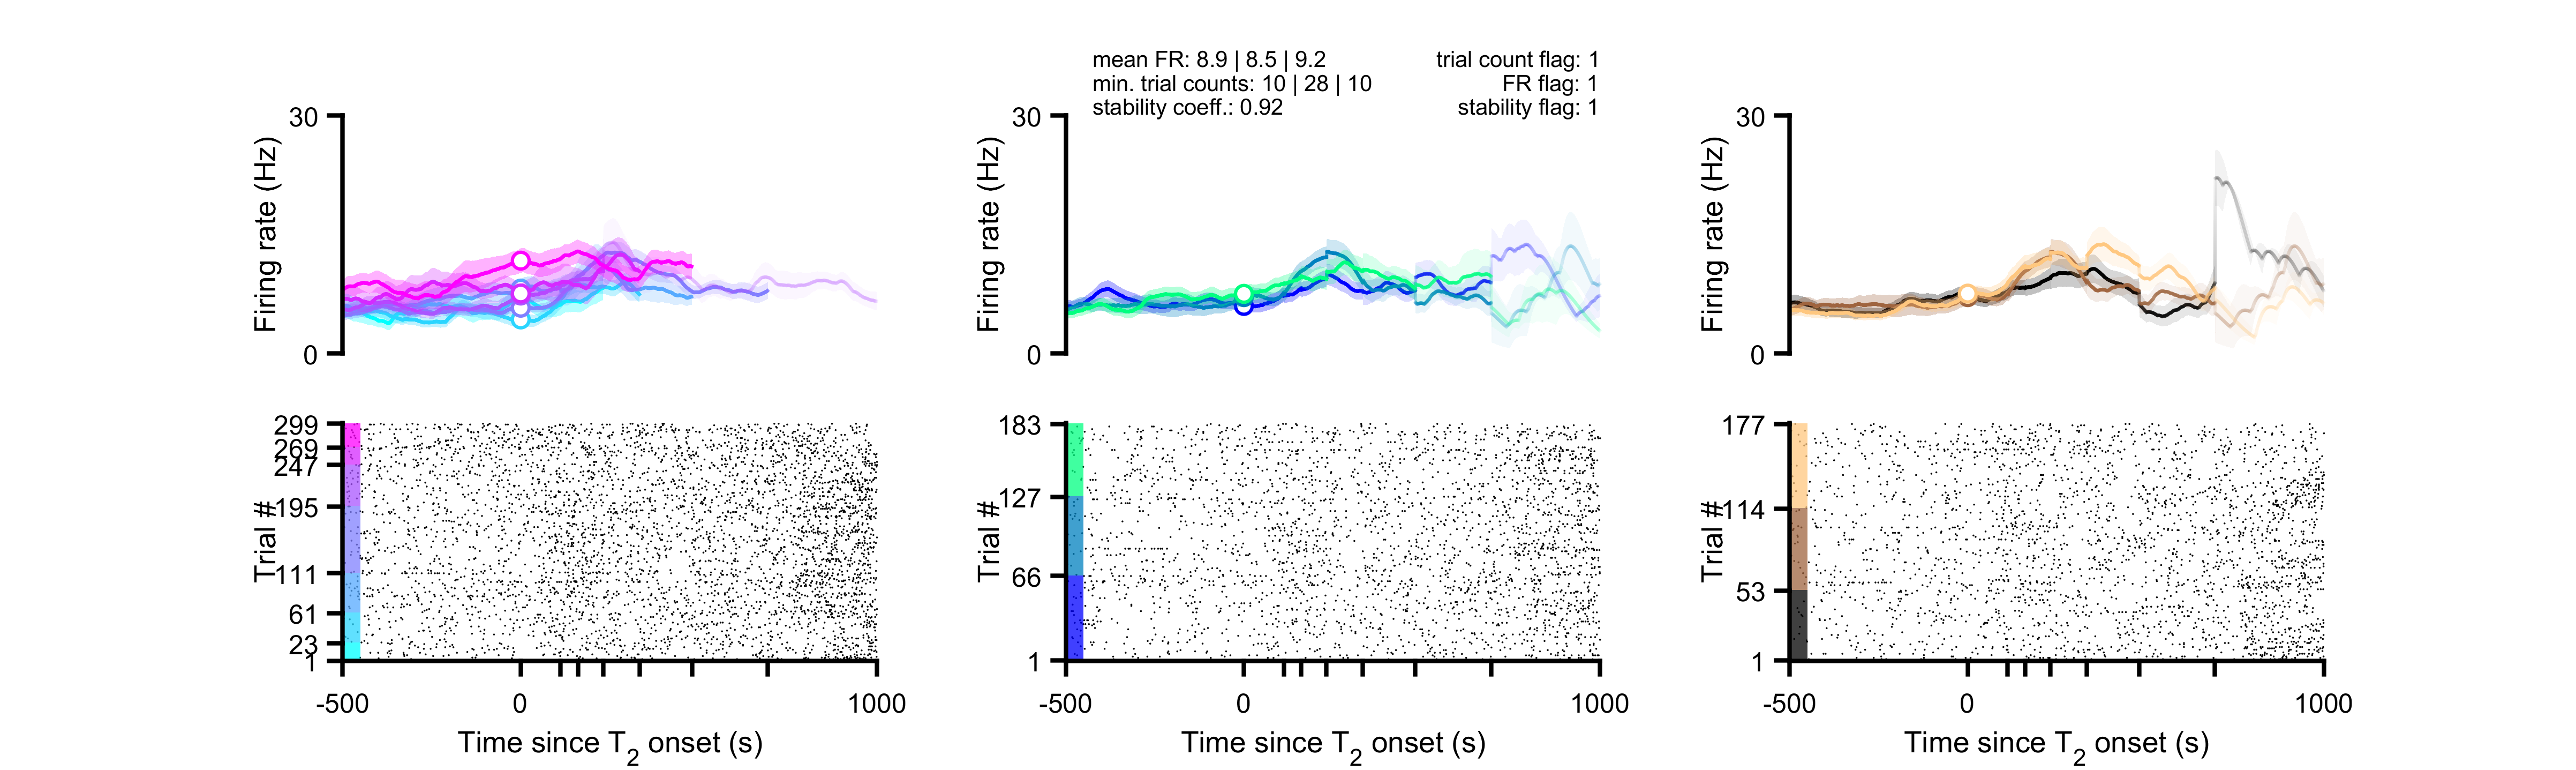 mean FR: 8.9 | 8.5 | 9.2
min. trial counts: 10 | 28 | 10
stability coeff.: 0.92
trial count flag: 1
FR flag: 1
stability flag: 1
30
Firing rate (Hz)
0
30
Firing rate (Hz)
0
30
Firing rate (Hz)
0
299
269
247
195
111
61
23
1
Trial #
-500
0
1000
Time since T2 onset (s)
183
127
66
1
Trial #
-500
0
1000
Time since T2 onset (s)
177
114
53
1
Trial #
-500
0
1000
Time since T2 onset (s)